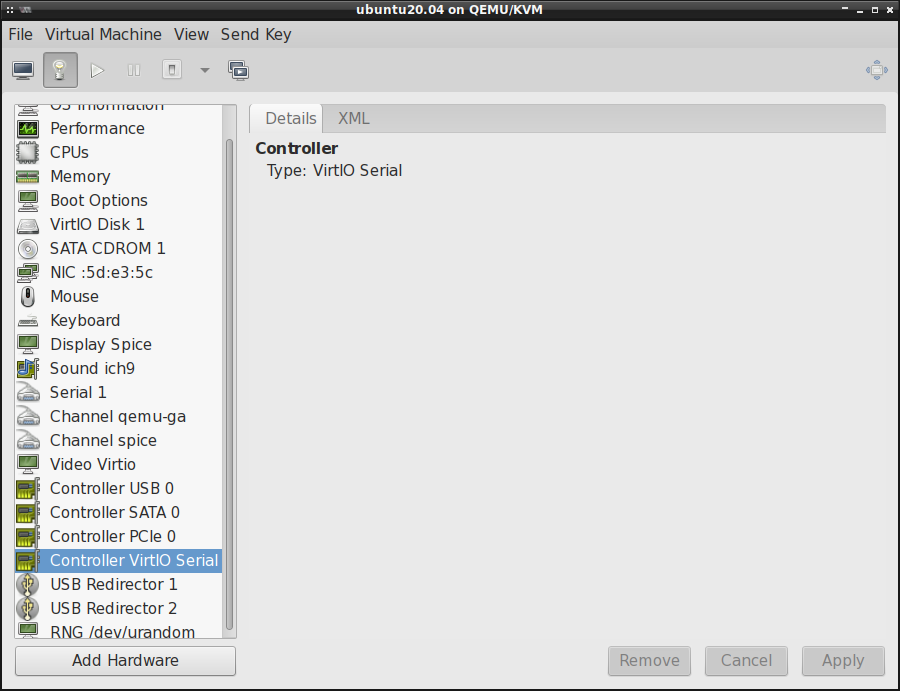 ubuntu20.04 on QEMU/KVM
File Virtual Machine View Send Key
OS information
Performance
CPUs
Memory
Boot Options
VirtIO Disk 1
SATA CDROM 1
NIC :5d:e3:5c
Mouse
Keyboard
Display Spice
Sound ich9
Serial 1
Channel qemu-ga
Channel spice
Video Virtio
Controller USB 0
Controller SATA 0
Controller PCIe 0
Controller VirtIO Serial
USB Redirector 1
USB Redirector 2
RNG /dev/urandom
Add Hardware
Details XML
Controller
Type: VirtIO Serial
Remove Cancel Apply